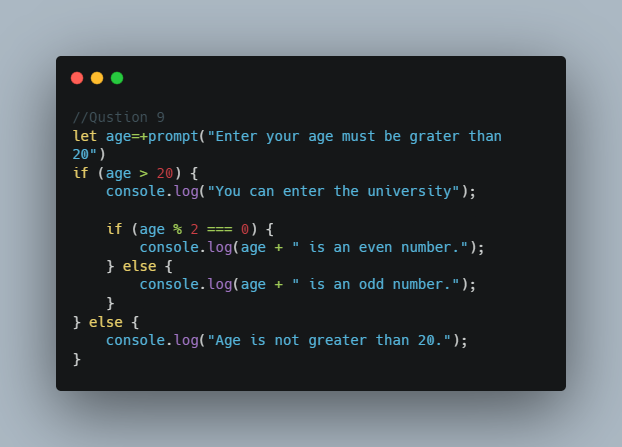 //Qustion 9
let age=+prompt("Enter your age must be grater than
20")
if (age > 20) {
    console.log("You can enter the university");

    if (age % 2 === 0) {
        console.log(age + " is an even number.");
    } else {
        console.log(age + " is an odd number.");
    }
} else {
    console.log("Age is not greater than 20.");
}